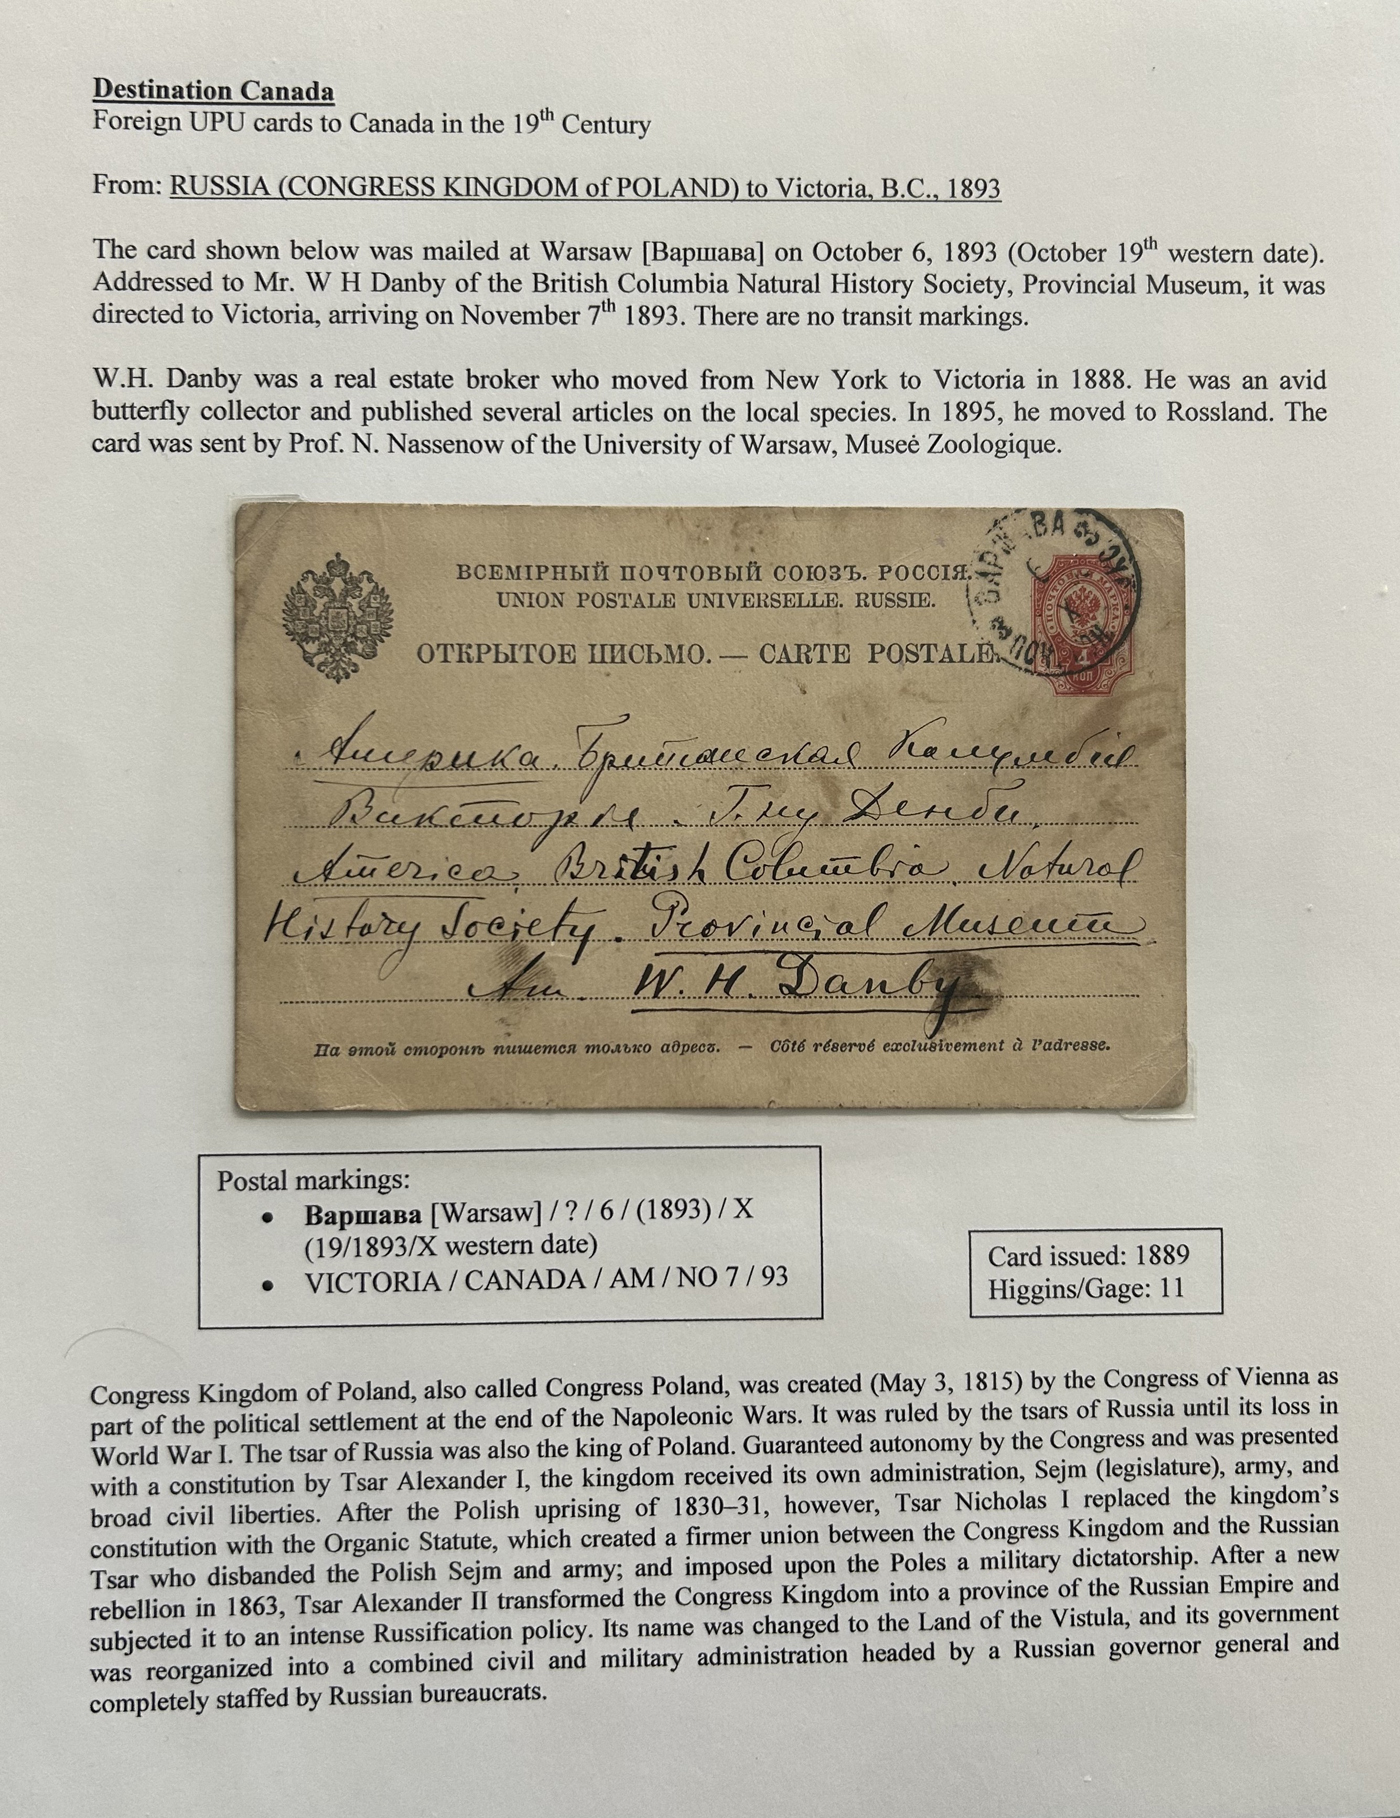 Destination Canada
Foreign UPU cards to Canada in the 19th Century
From: RUSSIA (CONGRESS KINGDOM of POLAND) to Victoria, B.C., 1893
The card shown below was mailed at Warsaw [Варшава] on October 6, 1893 (October 19th western date).
Addressed to Mr. W H Danby of the British Columbia Natural History Society, Provincial Museum, it was
directed to Victoria, arriving on November 7th 1893. There are no transit markings.
W.H. Danby was a real estate broker who moved from New York to Victoria in 1888. He was an avid
butterfly collector and published several articles on the local species. In 1895, he moved to Rossland. The
card was sent by Prof. N. Nassenow of the University of Warsaw, Museė Zoologique.
ВСЕМІРНЫЙ ПОЧТОВЫЙ СОЮЗЪ. РОССІЯ.
UNION POSTALE UNIVERSELLE. RUSSIE.
ОТКРЫТОЕ ПИСЬМО. — CARTE POSTALE.
ВАРШАВА
ПОЧТОВАЯ МАРКА
4
КОП
Америка. Британская Колумбія
Викторія. Г.ну Денби.
America. British Columbia. Natural
History Society. Provincial Museum
Am. W. H. Danby
На этой сторонѣ пишется только адресъ. — Côté réservé exclusivement à l'adresse.
Postal markings:
• Варшава [Warsaw] / ? / 6 / (1893) / X
(19/1893/X western date)
• VICTORIA / CANADA / AM / NO 7 / 93
Card issued: 1889
Higgins/Gage: 11
Congress Kingdom of Poland, also called Congress Poland, was created (May 3, 1815) by the Congress of Vienna as
part of the political settlement at the end of the Napoleonic Wars. It was ruled by the tsars of Russia until its loss in
World War I. The tsar of Russia was also the king of Poland. Guaranteed autonomy by the Congress and was presented
with a constitution by Tsar Alexander I, the kingdom received its own administration, Sejm (legislature), army, and
broad civil liberties. After the Polish uprising of 1830–31, however, Tsar Nicholas I replaced the kingdom's
constitution with the Organic Statute, which created a firmer union between the Congress Kingdom and the Russian
Tsar who disbanded the Polish Sejm and army; and imposed upon the Poles a military dictatorship. After a new
rebellion in 1863, Tsar Alexander II transformed the Congress Kingdom into a province of the Russian Empire and
subjected it to an intense Russification policy. Its name was changed to the Land of the Vistula, and its government
was reorganized into a combined civil and military administration headed by a Russian governor general and
completely staffed by Russian bureaucrats.